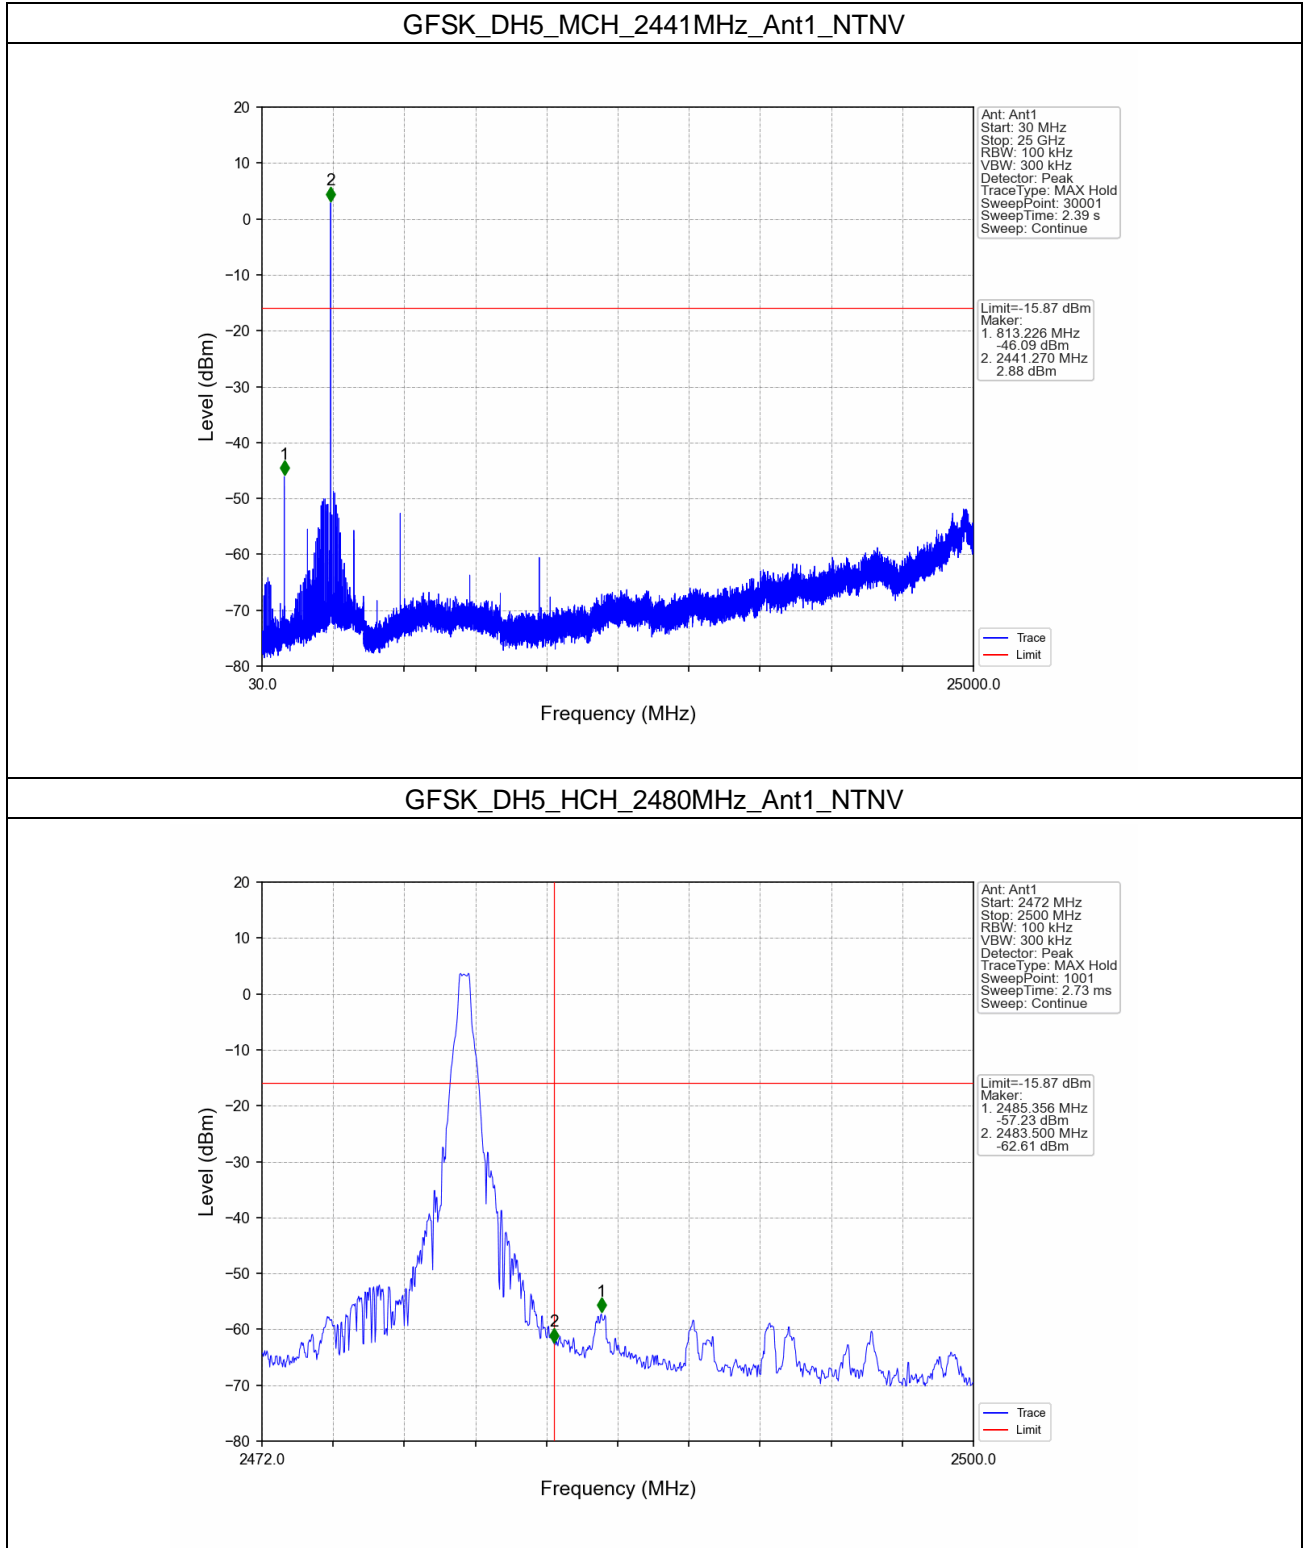 GFSK_DH5_MCH_2441MHz_Ant1_NTNV
20
10
0
−10
−20
−30
−40
−50
−60
−70
−80
Level (dBm)
1
2
30.0
25000.0
Frequency (MHz)
Ant: Ant1
Start: 30 MHz
Stop: 25 GHz
RBW: 100 kHz
VBW: 300 kHz
Detector: Peak
TraceType: MAX Hold
SweepPoint: 30001
SweepTime: 2.39 s
Sweep: Continue
Limit=-15.87 dBm
Maker:
1. 813.226 MHz
-46.09 dBm
2. 2441.270 MHz
2.88 dBm
Trace
Limit
GFSK_DH5_HCH_2480MHz_Ant1_NTNV
20
10
0
−10
−20
−30
−40
−50
−60
−70
−80
Level (dBm)
2
1
2472.0
2500.0
Frequency (MHz)
Ant: Ant1
Start: 2472 MHz
Stop: 2500 MHz
RBW: 100 kHz
VBW: 300 kHz
Detector: Peak
TraceType: MAX Hold
SweepPoint: 1001
SweepTime: 2.73 ms
Sweep: Continue
Limit=-15.87 dBm
Maker:
1. 2485.356 MHz
-57.23 dBm
2. 2483.500 MHz
-62.61 dBm
Trace
Limit